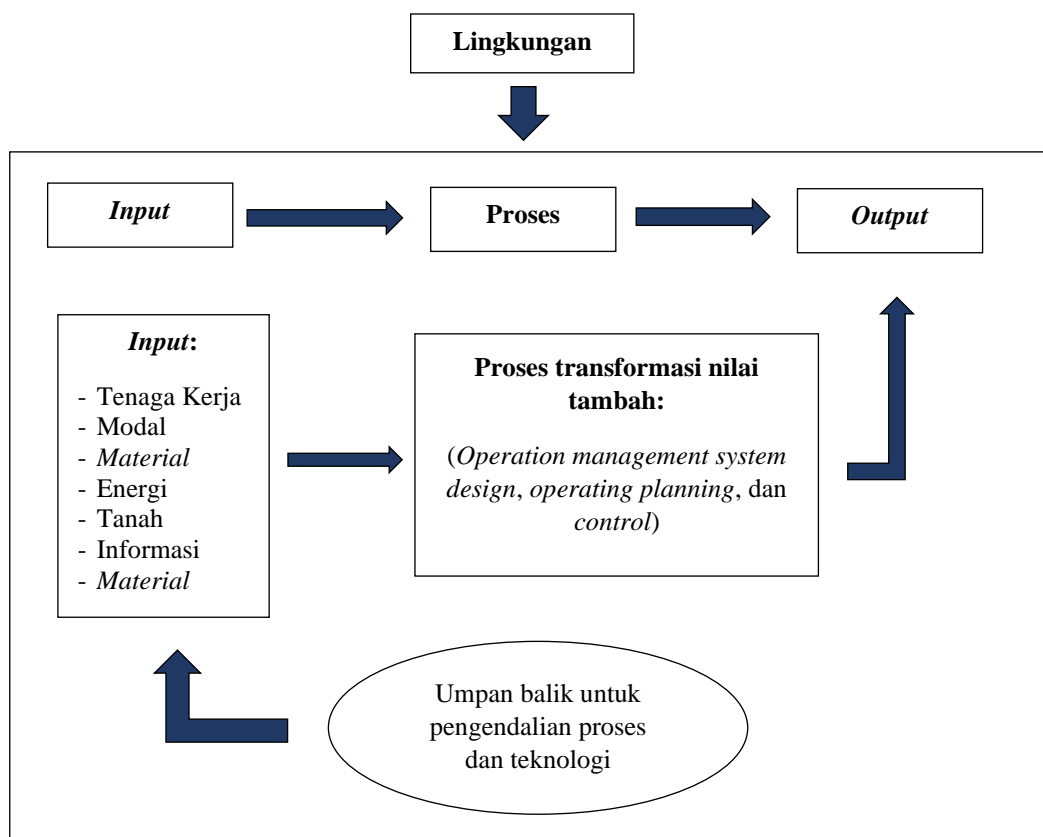 Lingkungan
Input
Proses
Output
Input:
- Tenaga Kerja
- Modal
- Material
- Energi
- Tanah
- Informasi
- Material
Proses transformasi nilai
tambah:
(Operation management system
design, operating planning, dan
control)
Umpan balik untuk
pengendalian proses
dan teknologi